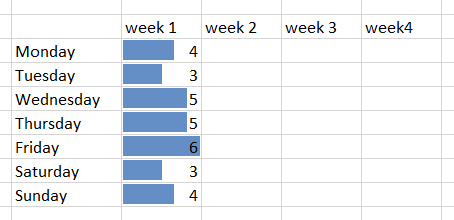 week 1 week 2 week 3 week4
Monday 4
Tuesday 3
Wednesday 5
Thursday 5
Friday 6
Saturday 3
Sunday 4